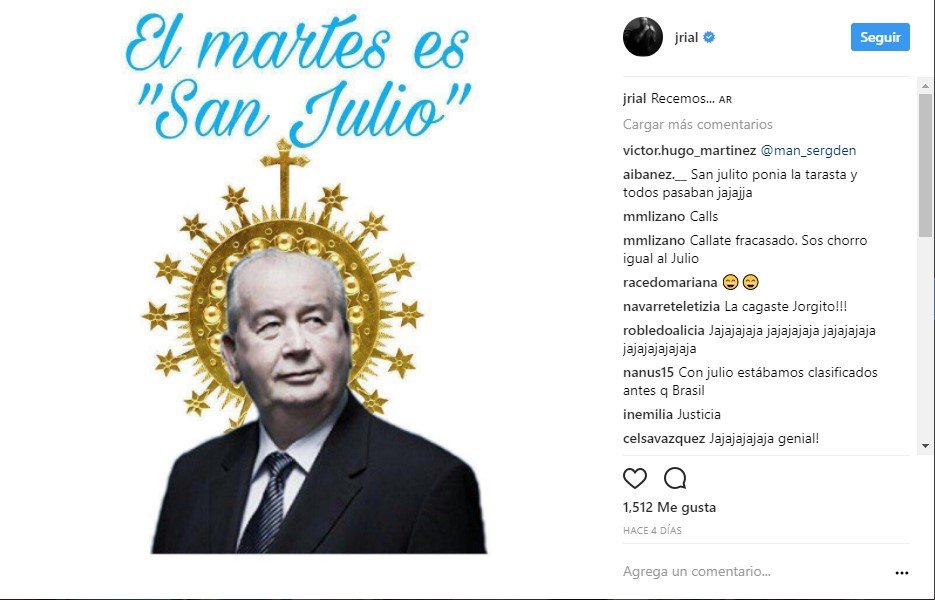 El martes es
"San Julio"
jrial
Seguir
jrial Recemos... AR
Cargar más comentarios
victor.hugo_martinez @man_sergden
aibanez.__ San julito ponia la tarasta y
todos pasaban jajajja
mmlizano Calls
mmlizano Callate fracasado. Sos chorro
igual al Julio
racedomariana 😄😄
navarreteletizia La cagaste Jorgito!!!
robledoalicia Jajajajaja jajajajaja jajajajaja
jajajajajajaja
nanus15 Con julio estábamos clasificados
antes q Brasil
inemilia Justicia
celsavazquez Jajajajajaja genial!
1,512 Me gusta
HACE 4 DÍAS
Agrega un comentario...